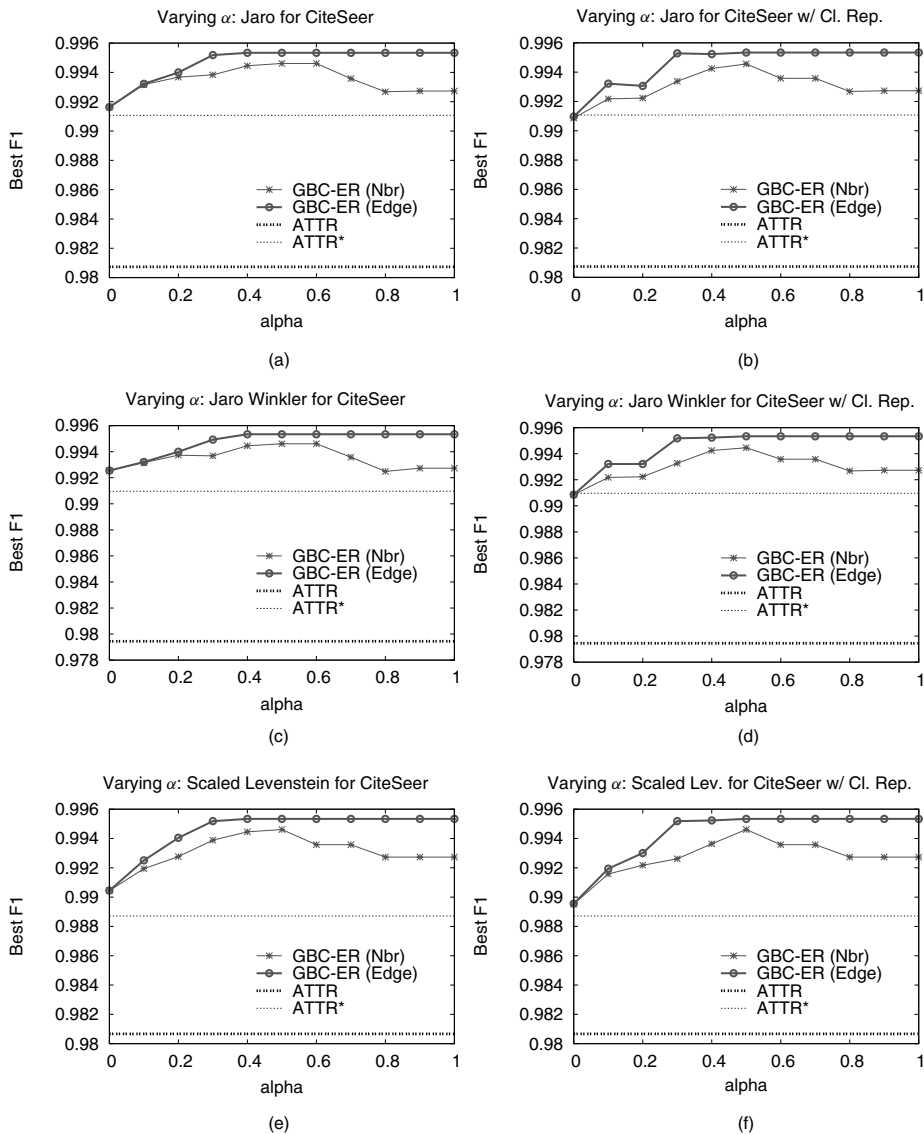 Varying α: Jaro for CiteSeer
0.996
0.994
0.992
0.99
0.988
0.986
0.984
0.982
0.98
Best F1
GBC-ER (Nbr)
GBC-ER (Edge)
ATTR
ATTR*
0 0.2 0.4 0.6 0.8 1
alpha
(a)
Varying α: Jaro for CiteSeer w/ Cl. Rep.
0.996
0.994
0.992
0.99
0.988
0.986
0.984
0.982
0.98
Best F1
GBC-ER (Nbr)
GBC-ER (Edge)
ATTR
ATTR*
0 0.2 0.4 0.6 0.8 1
alpha
(b)
Varying α: Jaro Winkler for CiteSeer
0.996
0.994
0.992
0.99
0.988
0.986
0.984
0.982
0.98
0.978
Best F1
GBC-ER (Nbr)
GBC-ER (Edge)
ATTR
ATTR*
0 0.2 0.4 0.6 0.8 1
alpha
(c)
Varying α: Jaro Winkler for CiteSeer w/ Cl. Rep.
0.996
0.994
0.992
0.99
0.988
0.986
0.984
0.982
0.98
0.978
Best F1
GBC-ER (Nbr)
GBC-ER (Edge)
ATTR
ATTR*
0 0.2 0.4 0.6 0.8 1
alpha
(d)
Varying α: Scaled Levenstein for CiteSeer
0.996
0.994
0.992
0.99
0.988
0.986
0.984
0.982
0.98
Best F1
GBC-ER (Nbr)
GBC-ER (Edge)
ATTR
ATTR*
0 0.2 0.4 0.6 0.8 1
alpha
(e)
Varying α: Scaled Lev. for CiteSeer w/ Cl. Rep.
0.996
0.994
0.992
0.99
0.988
0.986
0.984
0.982
0.98
Best F1
GBC-ER (Nbr)
GBC-ER (Edge)
ATTR
ATTR*
0 0.2 0.4 0.6 0.8 1
alpha
(f)